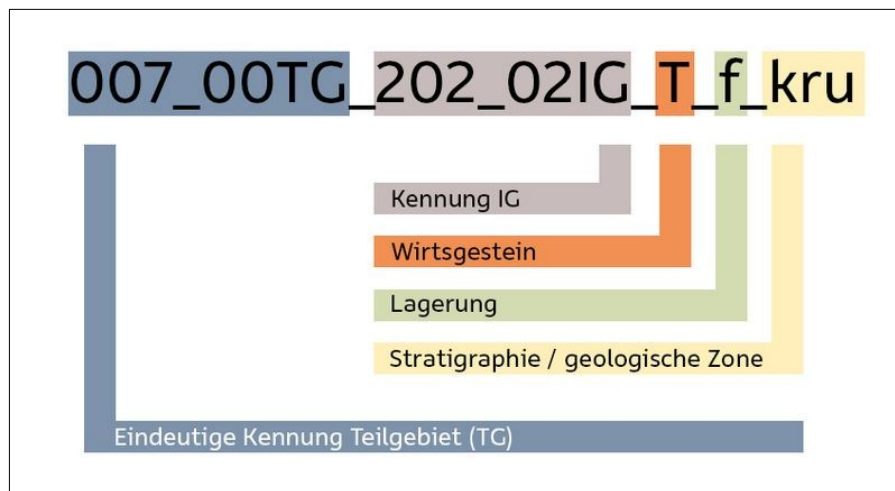 007_00TG_202_02IG_T_f_kru
Kennung IG
Wirtsgestein
Lagerung
Stratigraphie / geologische Zone
Eindeutige Kennung Teilgebiet (TG)